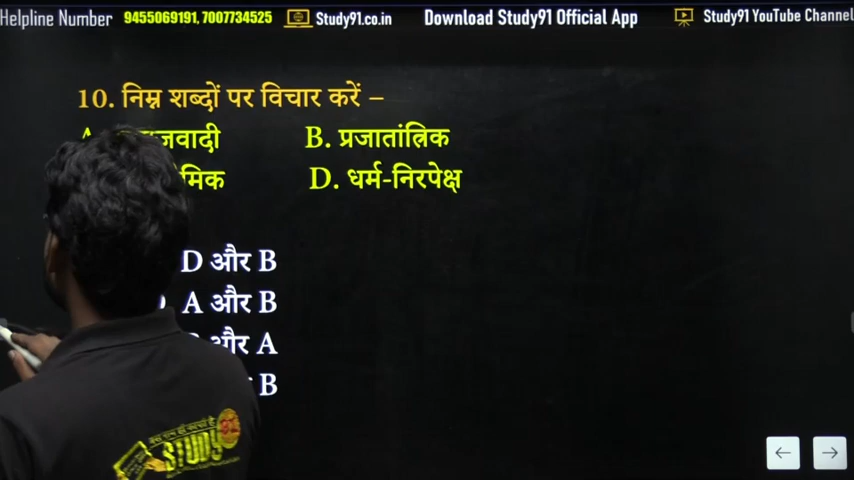 Helpline Number 9455069191, 7007734525 Study91.co.in Download Study91 Official App Study91 YouTube Channel
10. निम्न शब्दों पर विचार करें –
B. प्रजातांत्रिक
D. धर्म-निरपेक्ष
D और B
A और B
और A
B
STUDY
← →